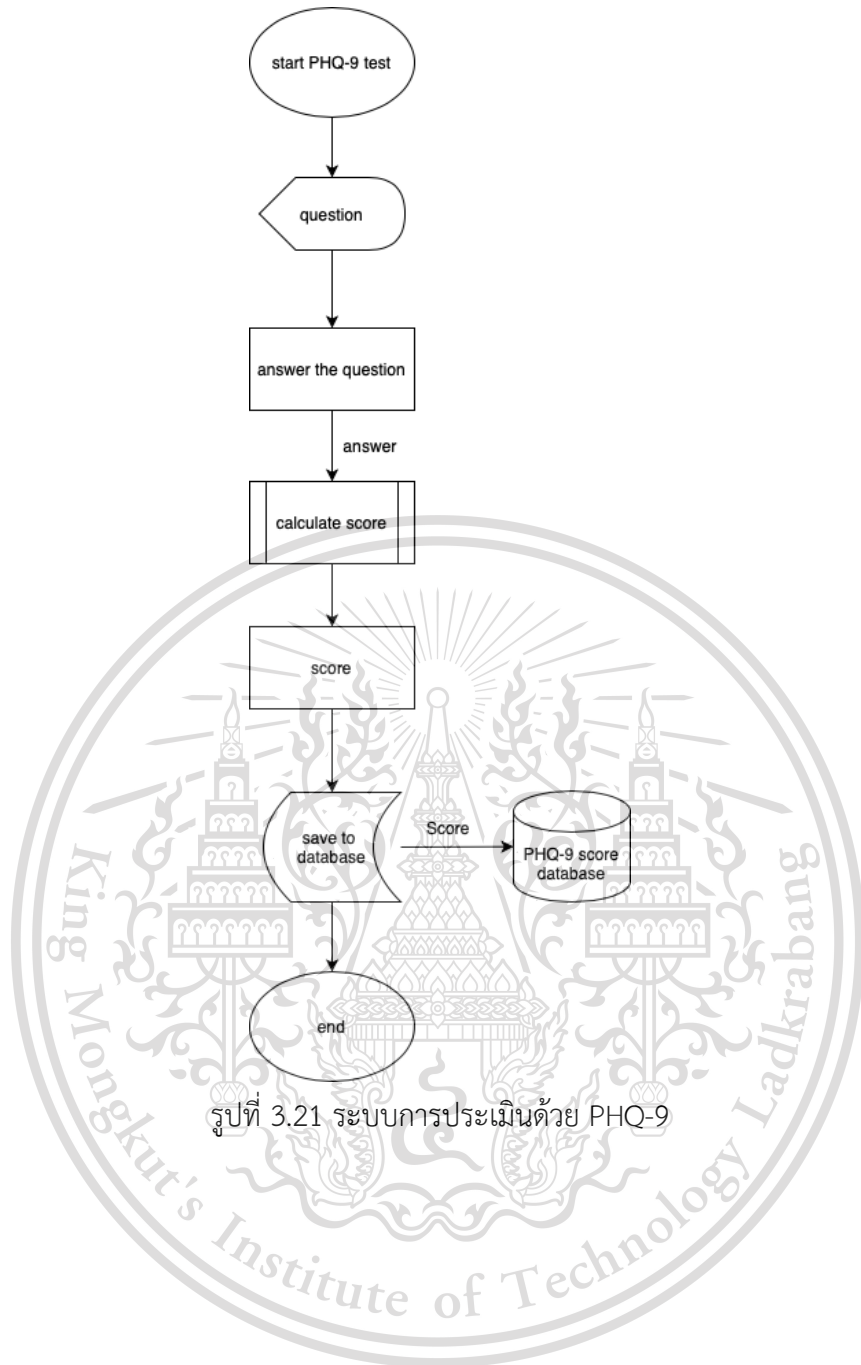 start PHQ-9 test
question
answer the question
answer
calculate score
score
save to
database
Score
PHQ-9 score
database
end
รูปที่ 3.21 ระบบการประเมินด้วย PHQ-9
King Mongkut's Institute of Technology Ladkrabang